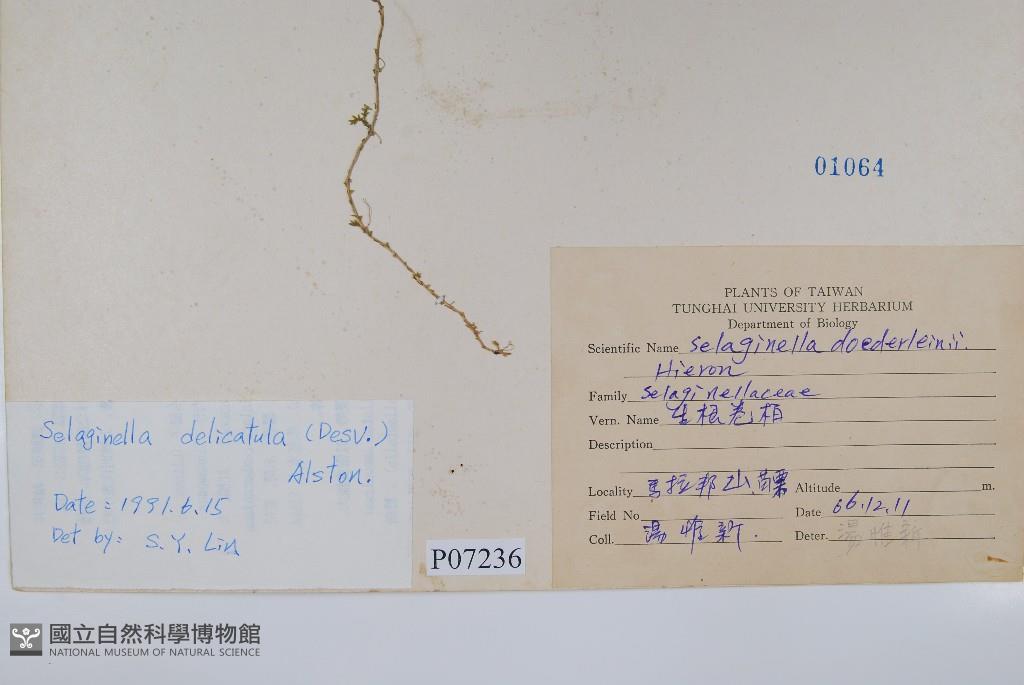 01064
PLANTS OF TAIWAN
TUNGHAI UNIVERSITY HERBARIUM
Department of Biology
Scientific Name Selaginella doederleinii.
Hieron
Family Selaginellaceae
Vern. Name 生根卷柏
Description
Locality 馬拉邦山,苗栗 Altitude m.
Field No Date 66.12.11
Coll. 湯惟新. Deter. 湯惟新
Selaginella delicatula (Desv.)
Alston.
Date: 1991.6.15
Det by: S.Y. Lin
P07236
國立自然科學博物館
NATIONAL MUSEUM OF NATURAL SCIENCE